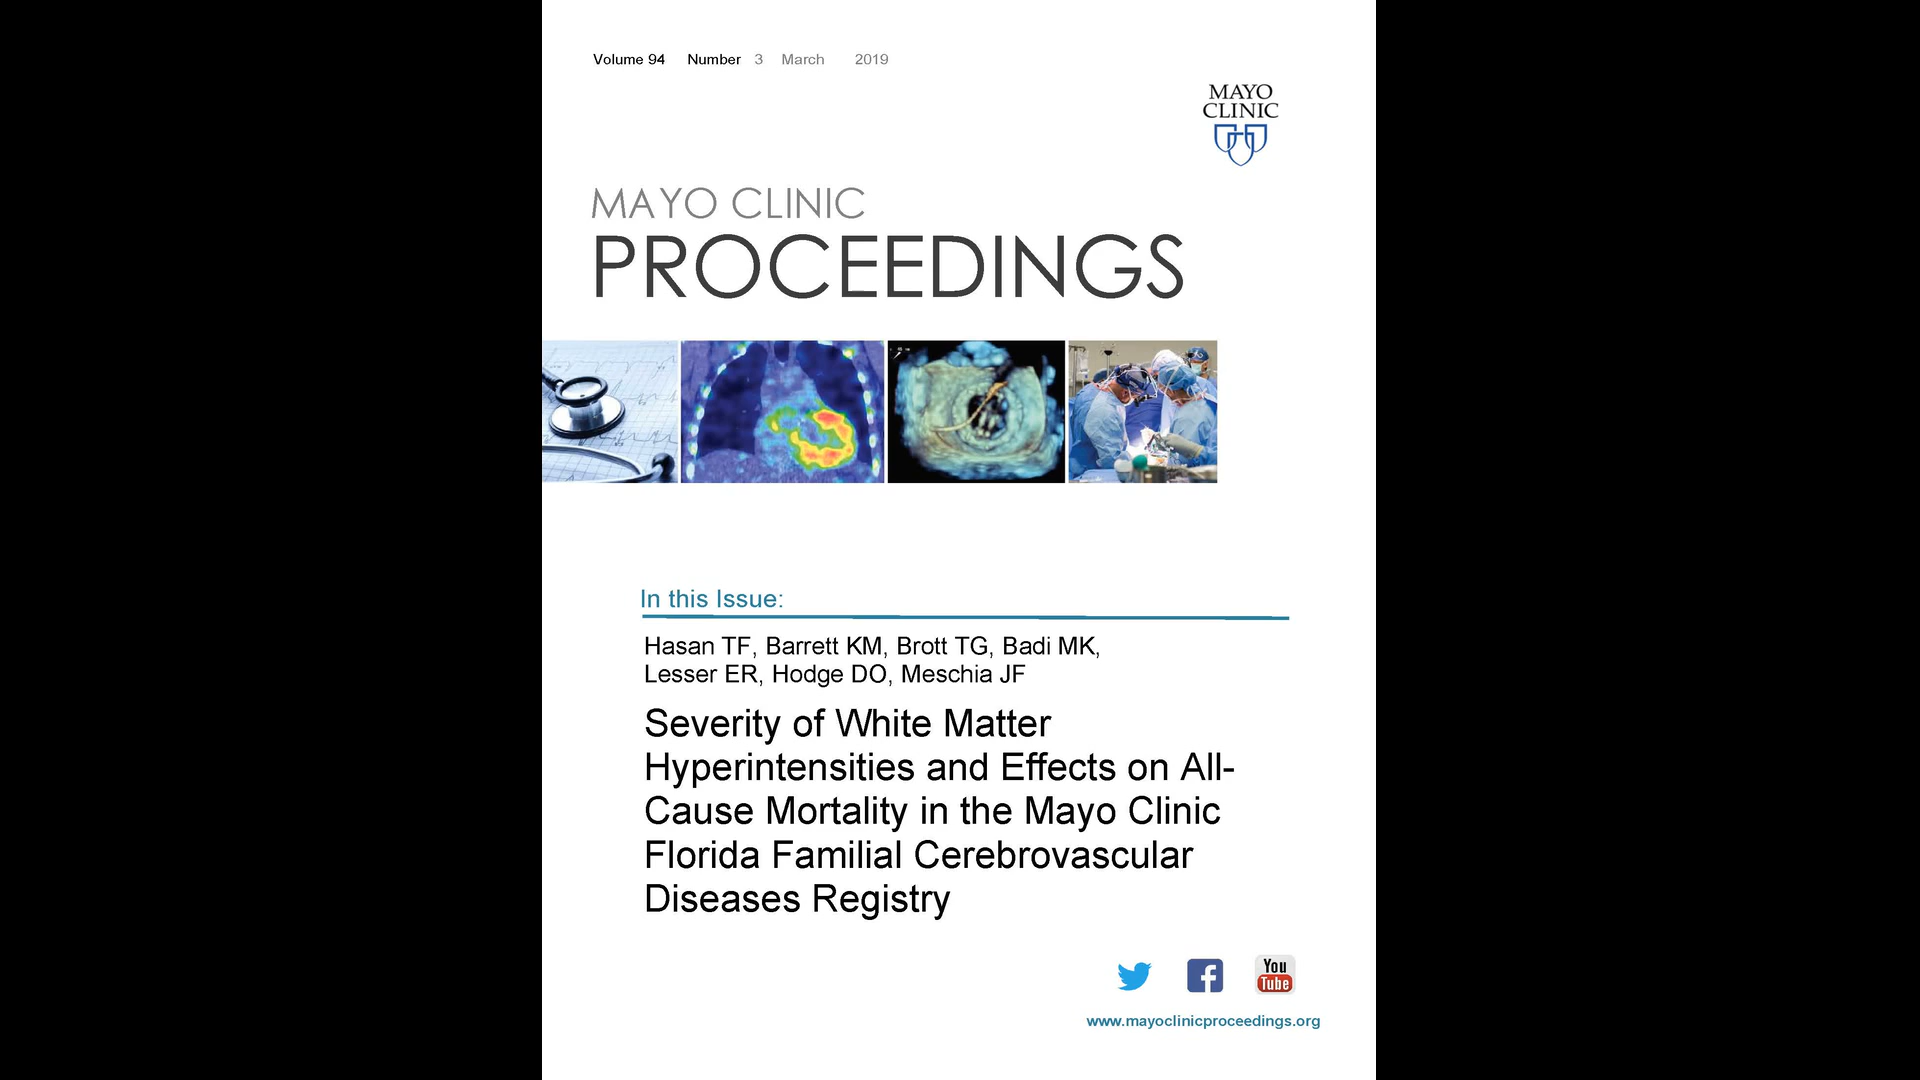 Volume 94 Number 3 March 2019
MAYO
CLINIC
MAYO CLINIC
PROCEEDINGS
In this Issue:
Hasan TF, Barrett KM, Brott TG, Badi MK,
Lesser ER, Hodge DO, Meschia JF
Severity of White Matter
Hyperintensities and Effects on All-
Cause Mortality in the Mayo Clinic
Florida Familial Cerebrovascular
Diseases Registry
You
Tube
www.mayoclinicproceedings.org